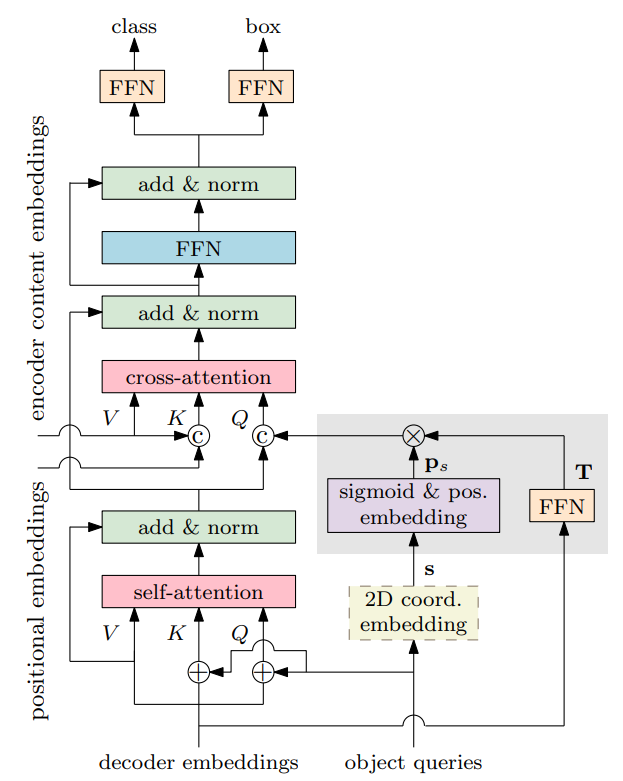 class
box
FFN
FFN
add & norm
FFN
add & norm
cross-attention
V
K
Q
c
c
×
encoder content embeddings
p_s
T
sigmoid & pos.
embedding
FFN
add & norm
s
self-attention
2D coord.
embedding
V
K
Q
+
+
positional embeddings
decoder embeddings
object queries